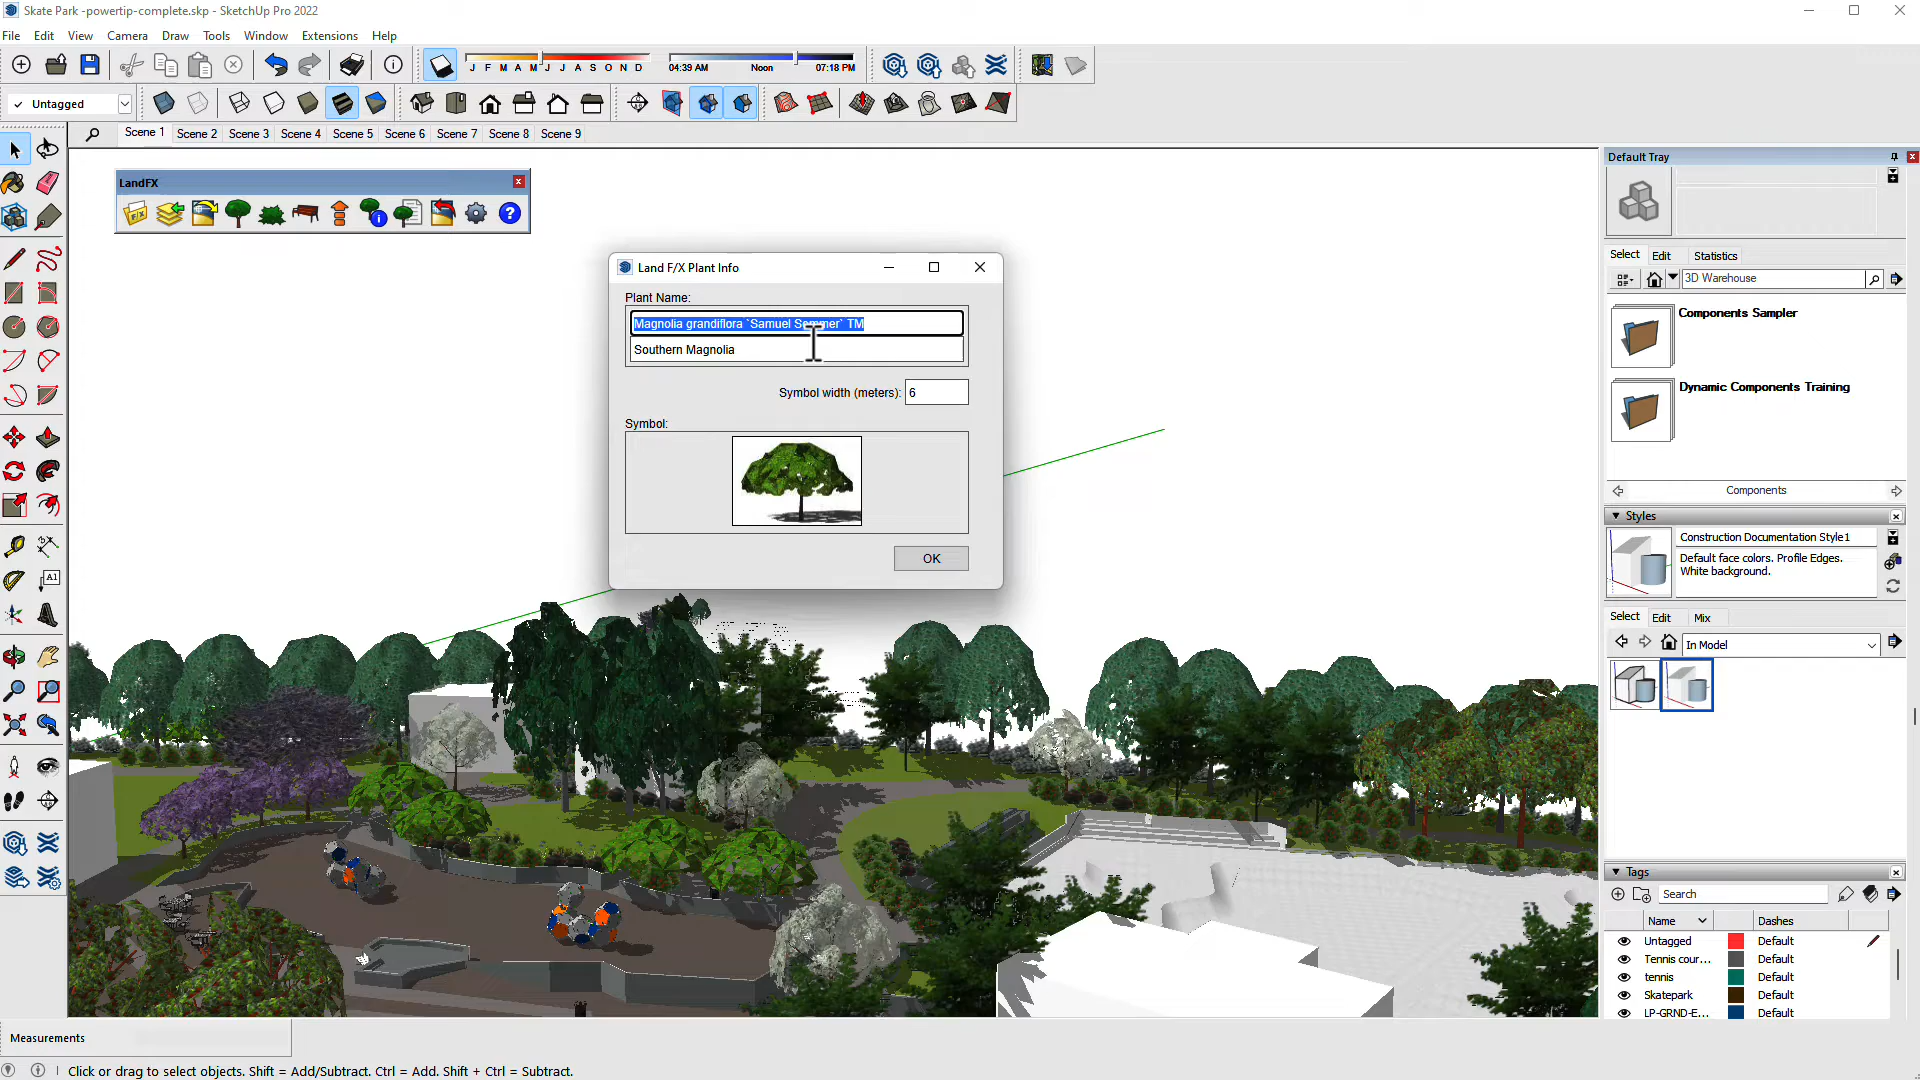 Skate Park -powertip-complete.skp - SketchUp Pro 2022
File Edit View Camera Draw Tools Window Extensions Help
J F M A M J J A S O N D
04:39 AM Noon 07:18 PM
Untagged
Scene 1 Scene 2 Scene 3 Scene 4 Scene 5 Scene 6 Scene 7 Scene 8 Scene 9
LandFX
F/X
Land F/X Plant Info
Plant Name:
Magnolia grandiflora `Samuel Sommer` TM
Southern Magnolia
Symbol width (meters): 6
Symbol:
OK
A1
Default Tray
Select Edit Statistics
3D Warehouse
Components Sampler
Dynamic Components Training
Components
Styles
Construction Documentation Style1
Default face colors. Profile Edges.
White background.
Select Edit Mix
In Model
Tags
Search
Name Dashes
Untagged Default
Tennis cour... Default
tennis Default
Skatepark Default
LP-GRND-E... Default
Measurements
Click or drag to select objects. Shift = Add/Subtract. Ctrl = Add. Shift + Ctrl = Subtract.